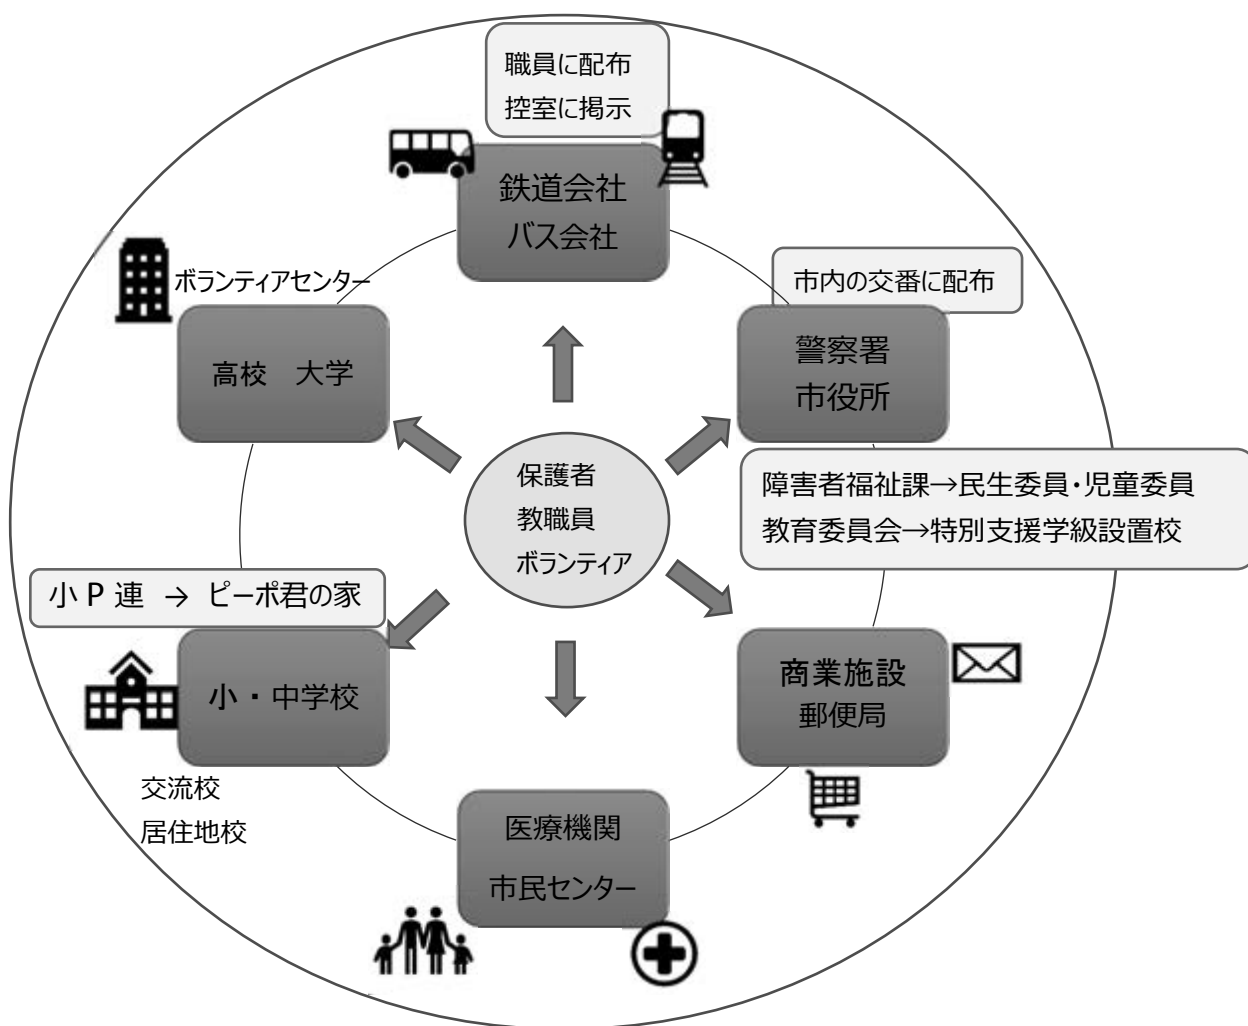 職員に配布
控室に掲示
鉄道会社
バス会社
ボランティアセンター
高校　大学
市内の交番に配布
警察署
市役所
保護者
教職員
ボランティア
障害者福祉課→民生委員・児童委員
教育委員会→特別支援学級設置校
小 P 連 → ピーポ君の家
小・中学校
交流校
居住地校
商業施設
郵便局
医療機関
市民センター